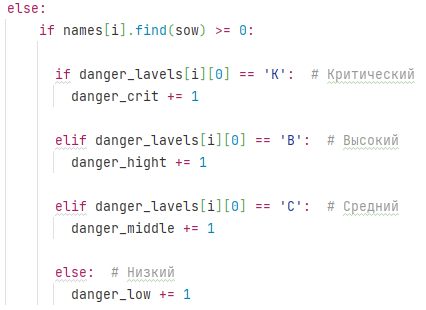 else:
if names[i].find(sow) >= 0:
if danger_lavels[i][0] == 'К': # Критический
danger_crit += 1
elif danger_lavels[i][0] == 'В': # Высокий
danger_hight += 1
elif danger_lavels[i][0] == 'С': # Средний
danger_middle += 1
else: # Низкий
danger_low += 1